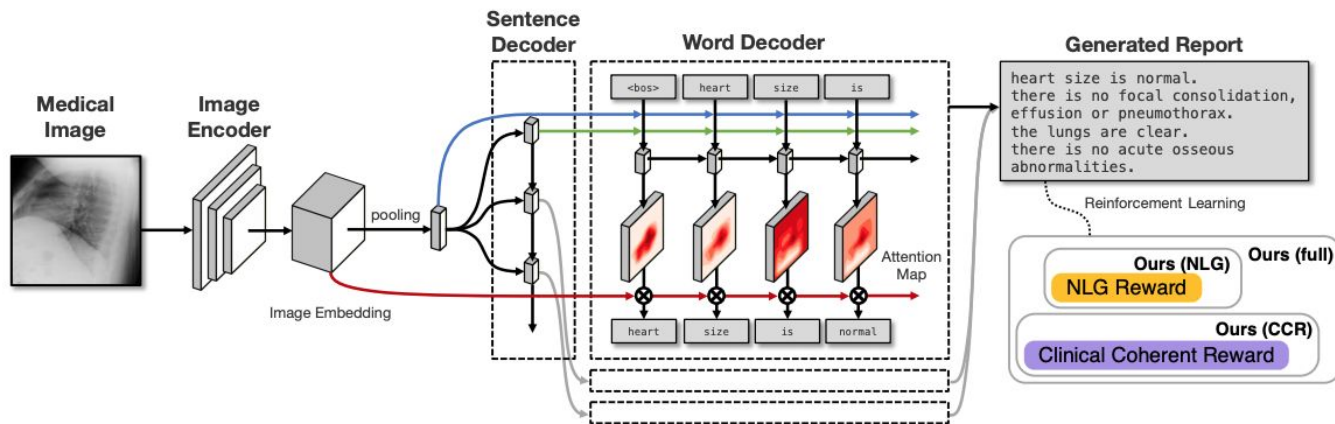 Medical
Image
Image
Encoder
pooling
Image Embedding
Sentence
Decoder
Word Decoder
<bos>
heart
size
is
Attention
Map
heart
size
is
normal
Generated Report
heart size is normal.
there is no focal consolidation,
effusion or pneumothorax.
the lungs are clear.
there is no acute osseous
abnormalities.
Reinforcement Learning
Ours (full)
Ours (NLG)
NLG Reward
Ours (CCR)
Clinical Coherent Reward